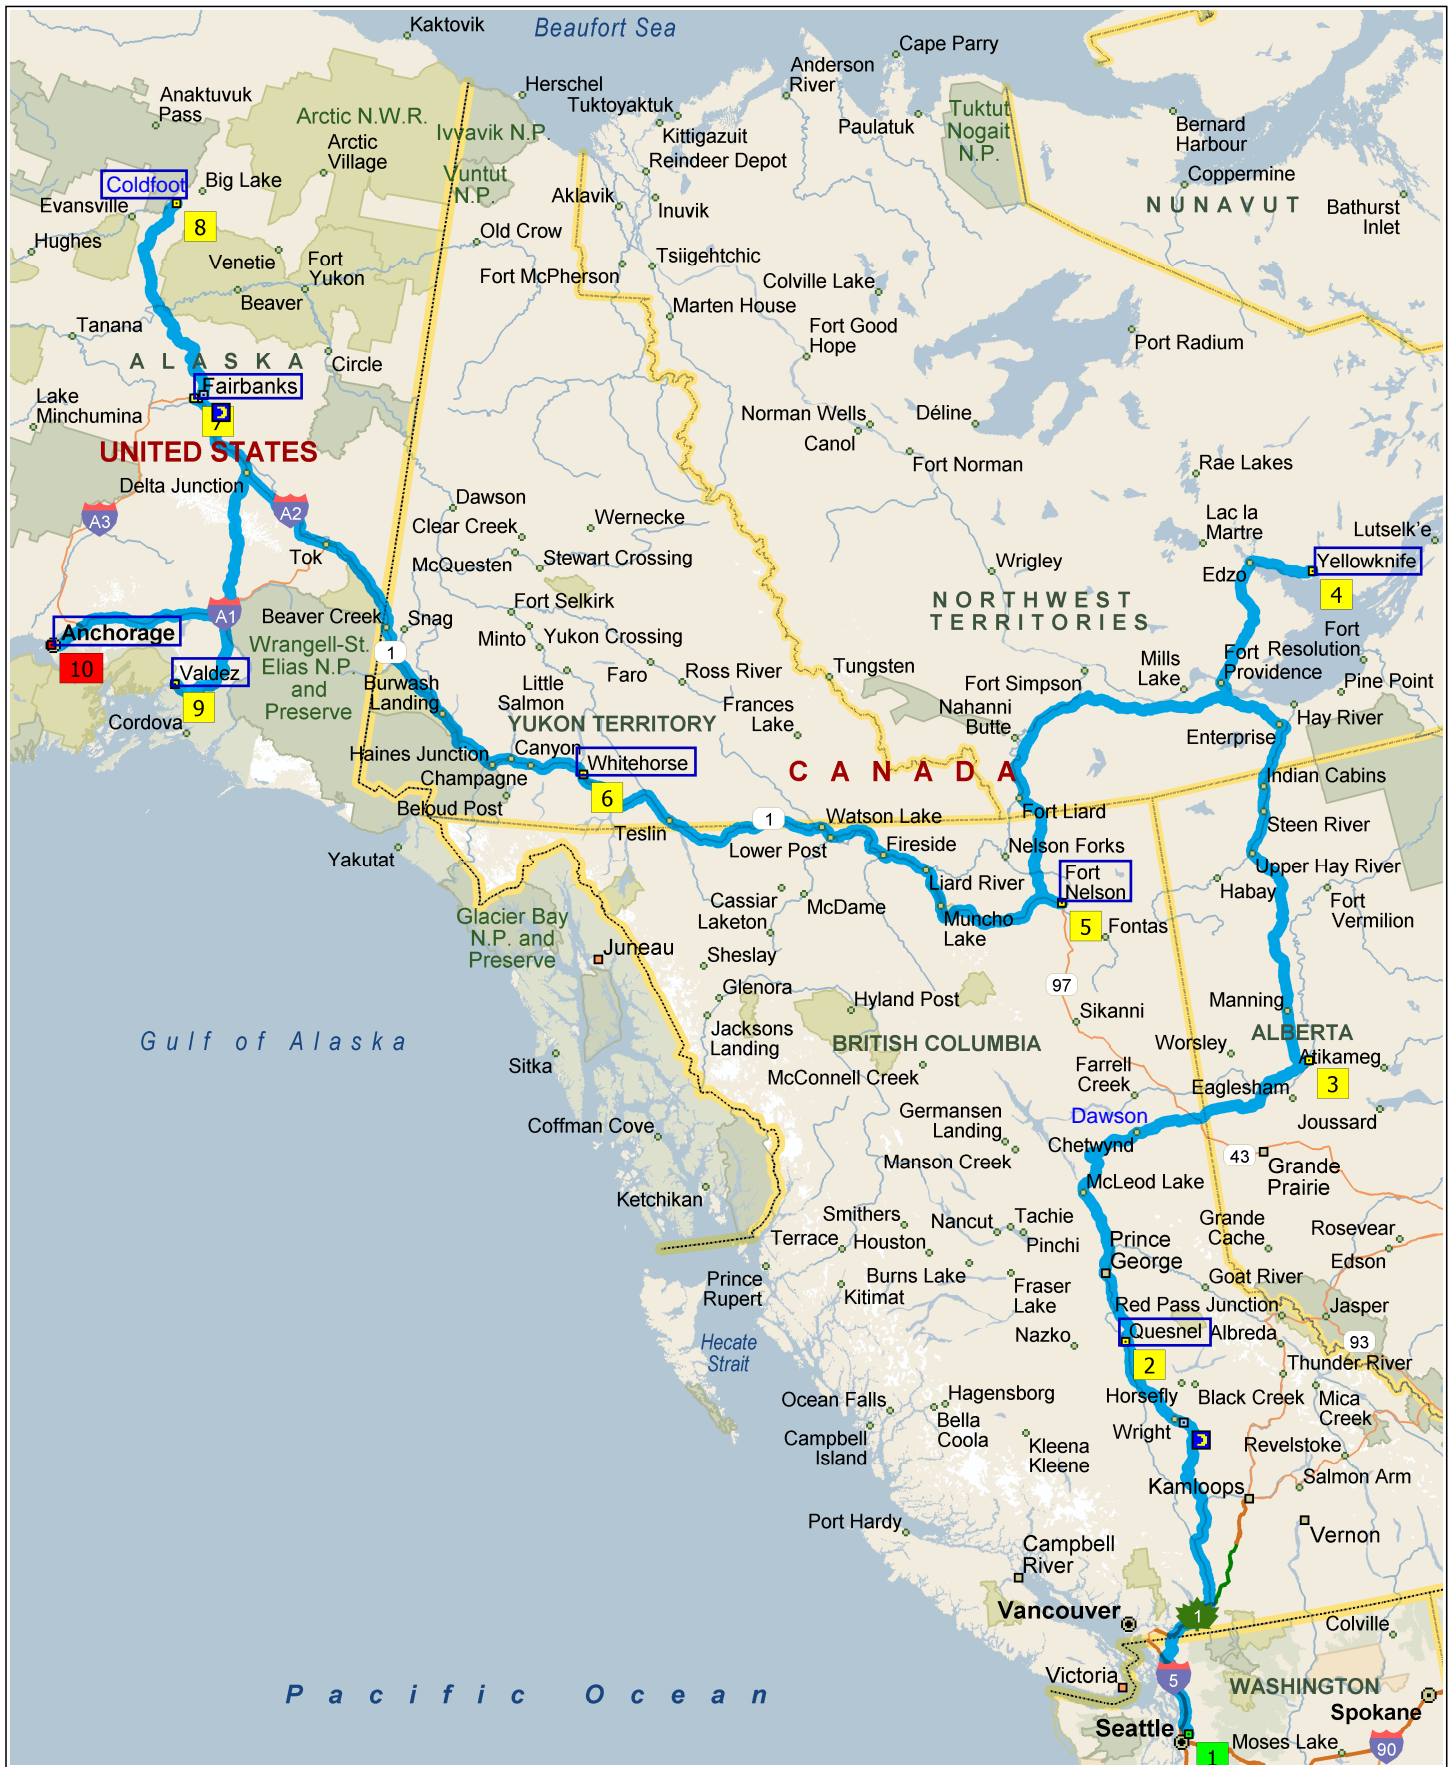 Kaktovik
Beaufort Sea
Cape Parry
Anderson
River
Herschel
Tuktoyaktuk
Kittigazuit
Paulatuk
Tuktut
Nogait
N.P.
Bernard
Harbour
Anaktuvuk
Pass
Arctic N.W.R.
Arctic
Village
Ivvavik N.P.
Vuntut
N.P.
Reindeer Depot
Coppermine
NUNAVUT
Bathurst
Inlet
Coldfoot
Big Lake
Aklavik
Inuvik
Evansville
8
Old Crow
Hughes
Venetie
Fort
Yukon
Fort McPherson
Tsiigehtchic
Colville Lake
Beaver
Marten House
Tanana
Fort Good
Hope
Port Radium
ALASKA
Circle
Fairbanks
Lake
Minchumina
7
Norman Wells
Canol
Déline
UNITED STATES
Fort Norman
Rae Lakes
Delta Junction
Dawson
A3
A2
Clear Creek
Wernecke
Lac la
Martre
Lutselk'e
Tok
McQuesten
Stewart Crossing
Wrigley
Edzo
Yellowknife
4
NORTHWEST
TERRITORIES
Fort Selkirk
A1
Beaver Creek
Snag
Minto
Yukon Crossing
Fort
Resolution
Anchorage
10
Wrangell-St.
Elias N.P.
and
Preserve
1
Valdez
9
Burwash
Landing
Little
Salmon
Faro
Ross River
Tungsten
Fort Simpson
Mills
Lake
Fort
Providence
Pine Point
Cordova
YUKON TERRITORY
Frances
Lake
Nahanni
Butte
Hay River
Enterprise
Haines Junction
Canyon
Whitehorse
Champagne
6
CANADA
Indian Cabins
Beloud Post
Teslin
1
Watson Lake
Fort Liard
Steen River
Yakutat
Lower Post
Fireside
Nelson Forks
Upper Hay River
Liard River
Fort
Nelson
Habay
Fort
Vermilion
Cassiar
Laketon
McDame
Muncho
Lake
5
Fontas
Glacier Bay
N.P. and
Preserve
Juneau
Sheslay
Glenora
97
Hyland Post
Sikanni
Manning
Gulf of Alaska
Jacksons
Landing
BRITISH COLUMBIA
ALBERTA
Worsley
Atikameg
Sitka
McConnell Creek
Farrell
Creek
Eaglesham
3
Germansen
Landing
Dawson
Joussard
Coffman Cove
Chetwynd
Manson Creek
43
Grande
Prairie
Ketchikan
McLeod Lake
Smithers
Nancut
Tachie
Pinchi
Grande
Cache
Rosevear
Edson
Terrace
Houston
Prince
George
Prince
Rupert
Burns Lake
Kitimat
Fraser
Lake
Goat River
Red Pass Junction
Jasper
Hecate
Strait
Nazko
Quesnel
Albreda
93
2
Thunder River
Ocean Falls
Hagensborg
Horsefly
Black Creek
Mica
Creek
Bella
Coola
Campbell
Island
Kleena
Kleene
Wright
Revelstoke
Kamloops
Salmon Arm
Port Hardy
Vernon
Campbell
River
Vancouver
1
Colville
Victoria
5
Pacific Ocean
WASHINGTON
Spokane
Seattle
1
Moses Lake
90